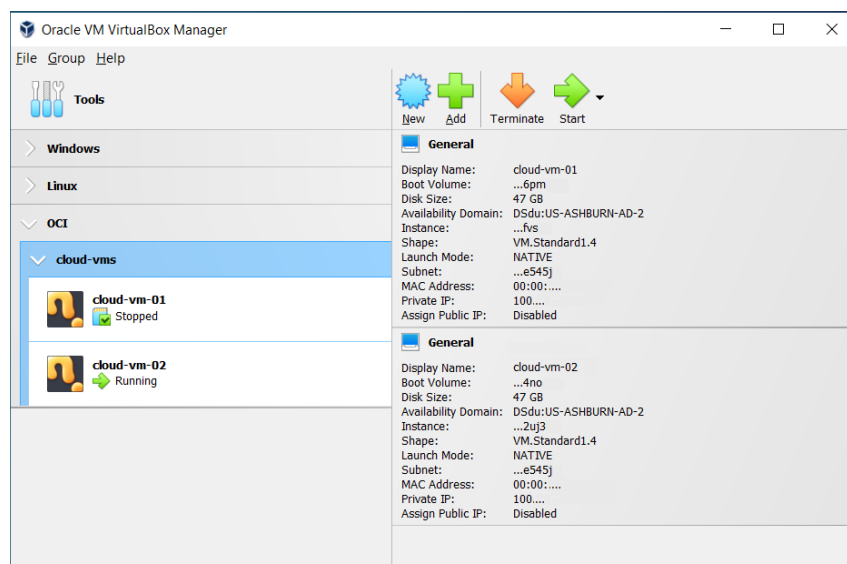 Oracle VM VirtualBox Manager
File Group Help
Tools
Windows
Linux
OCI
cloud-vms
cloud-vm-01
Stopped
cloud-vm-02
Running
New Add Terminate Start
General
Display Name: cloud-vm-01
Boot Volume: ...6pm
Disk Size: 47 GB
Availability Domain: DSdu:US-ASHBURN-AD-2
Instance: ...fvs
Shape: VM.Standard1.4
Launch Mode: NATIVE
Subnet: ...e545j
MAC Address: 00:00:....
Private IP: 100....
Assign Public IP: Disabled
General
Display Name: cloud-vm-02
Boot Volume: ...4no
Disk Size: 47 GB
Availability Domain: DSdu:US-ASHBURN-AD-2
Instance: ...2uj3
Shape: VM.Standard1.4
Launch Mode: NATIVE
Subnet: ...e545j
MAC Address: 00:00:....
Private IP: 100....
Assign Public IP: Disabled